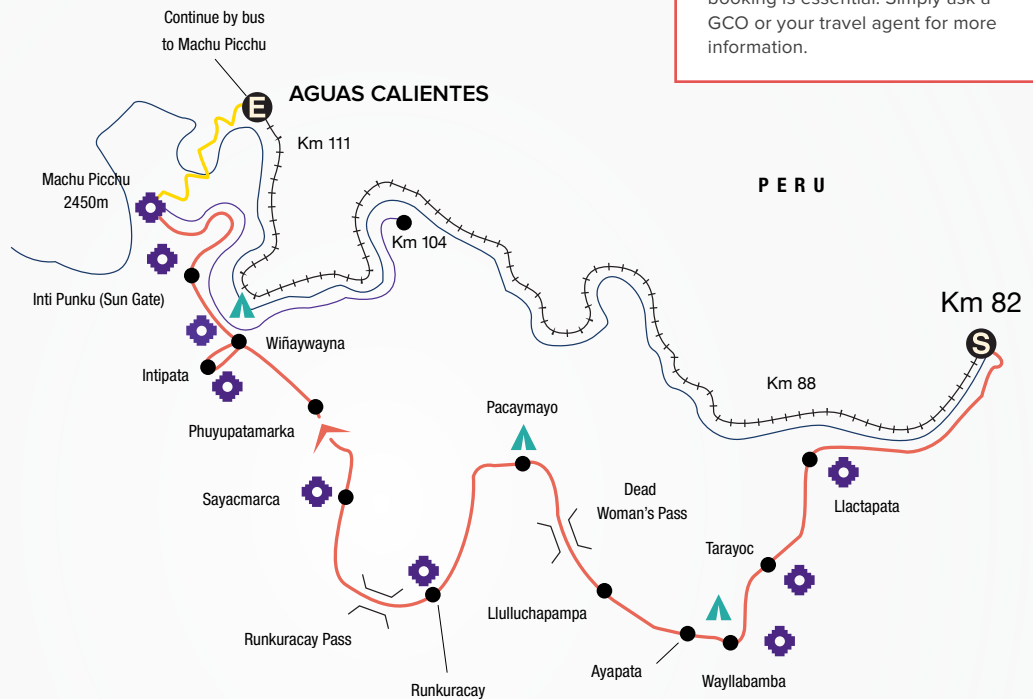 booking is essential. Simply ask a
GCO or your travel agent for more
information.
Continue by bus
to Machu Picchu
E
AGUAS CALIENTES
Km 111
Machu Picchu
2450m
PERU
Km 104
Inti Punku (Sun Gate)
Km 82
S
Wiñaywayna
Intipata
Km 88
Phuyupatamarka
Pacaymayo
Sayacmarca
Dead
Woman's Pass
Llactapata
Tarayoc
Runkuracay Pass
Llulluchapampa
Ayapata
Wayllabamba
Runkuracay